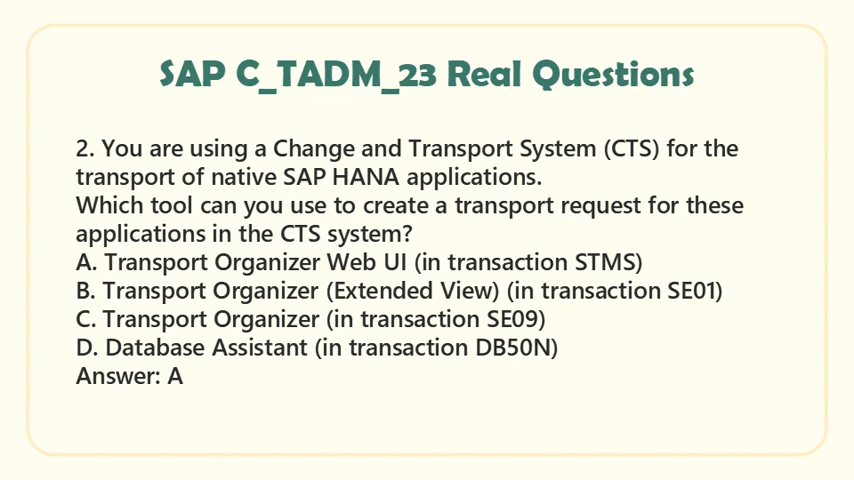 SAP C_TADM_23 Real Questions
2. You are using a Change and Transport System (CTS) for the
transport of native SAP HANA applications.
Which tool can you use to create a transport request for these
applications in the CTS system?
A. Transport Organizer Web UI (in transaction STMS)
B. Transport Organizer (Extended View) (in transaction SE01)
C. Transport Organizer (in transaction SE09)
D. Database Assistant (in transaction DB50N)
Answer: A